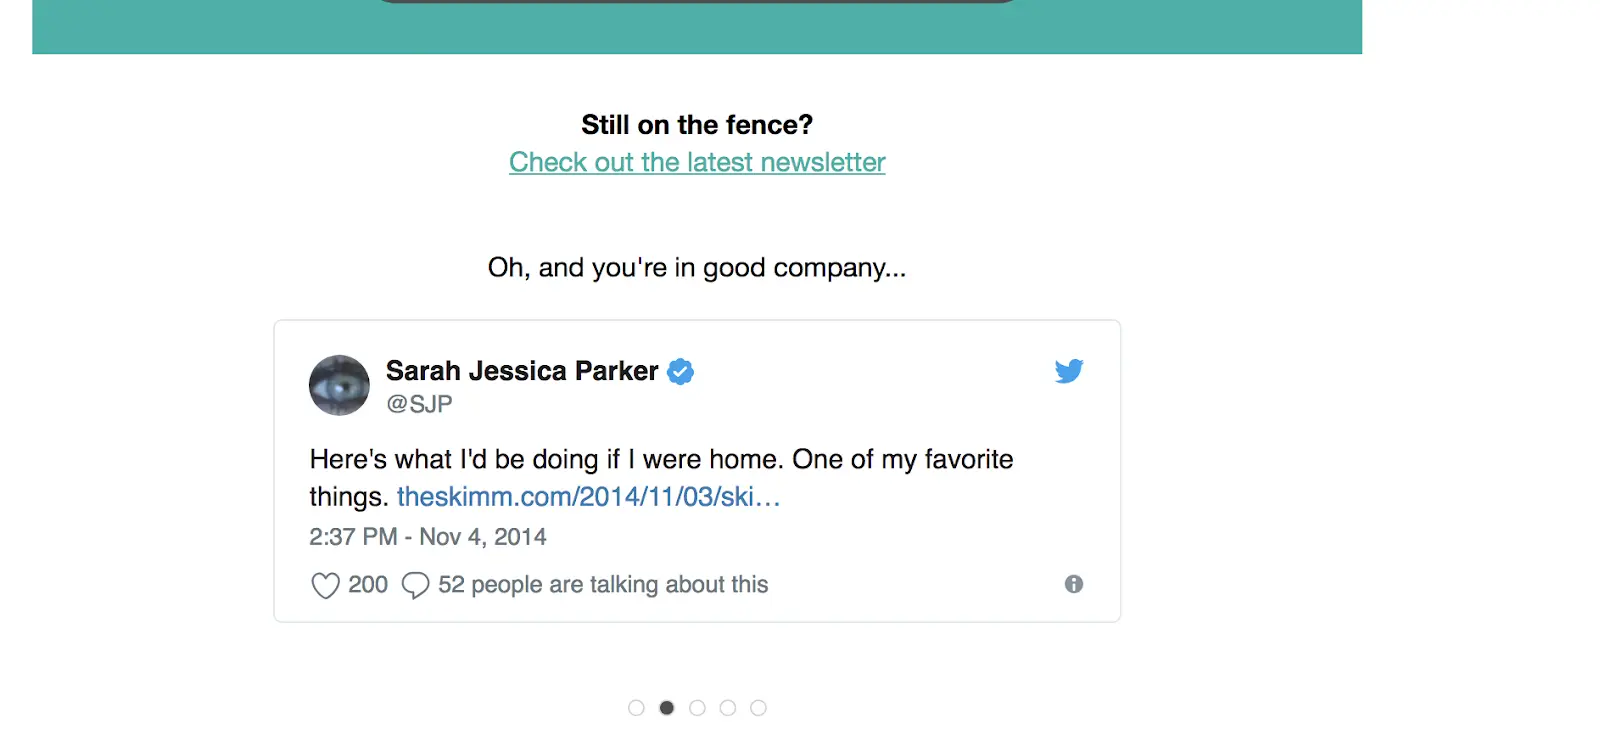 Still on the fence?
Check out the latest newsletter
Oh, and you're in good company...
Sarah Jessica Parker
@SJP
Here's what I'd be doing if I were home. One of my favorite
things. theskimm.com/2014/11/03/ski…
2:37 PM - Nov 4, 2014
200 52 people are talking about this